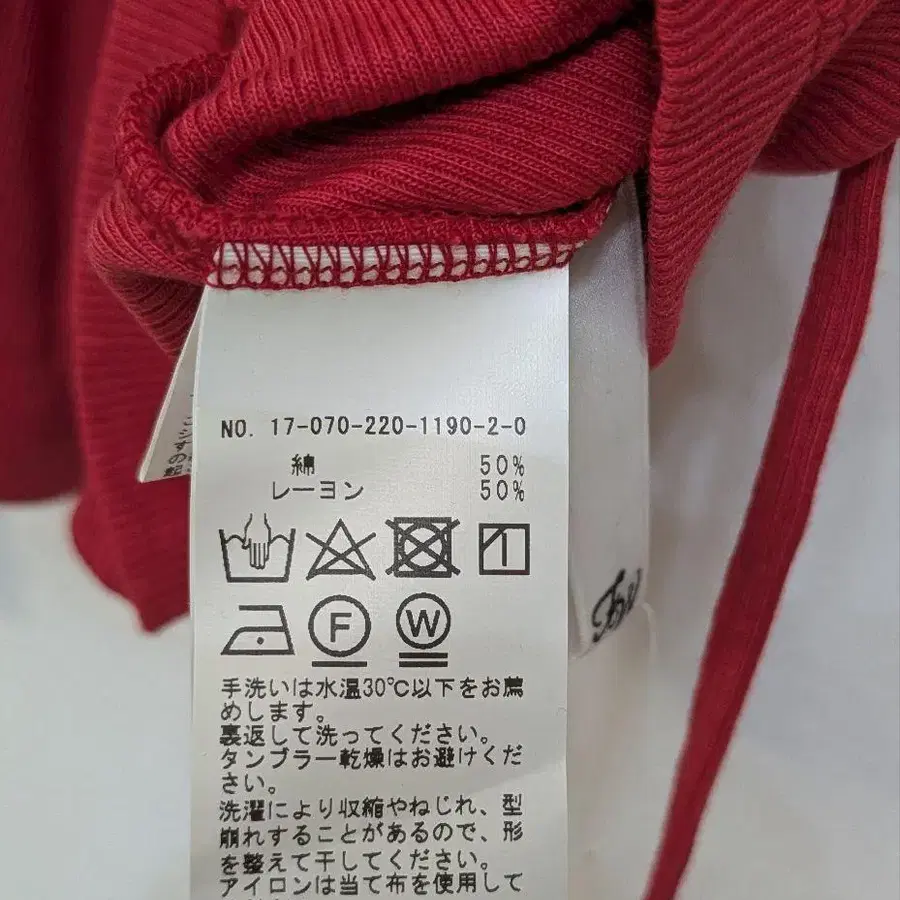 NO. 17-070-220-1190-2-0
綿 50%
レーヨン 50%
F W
手洗いは水温30℃以下をお薦
めします。
裏返して洗ってください。
タンブラー乾燥はお避けくだ
さい。
洗濯により収縮やねじれ、型
崩れすることがあるので、形
を整えて干してください。
アイロンは当て布を使用して